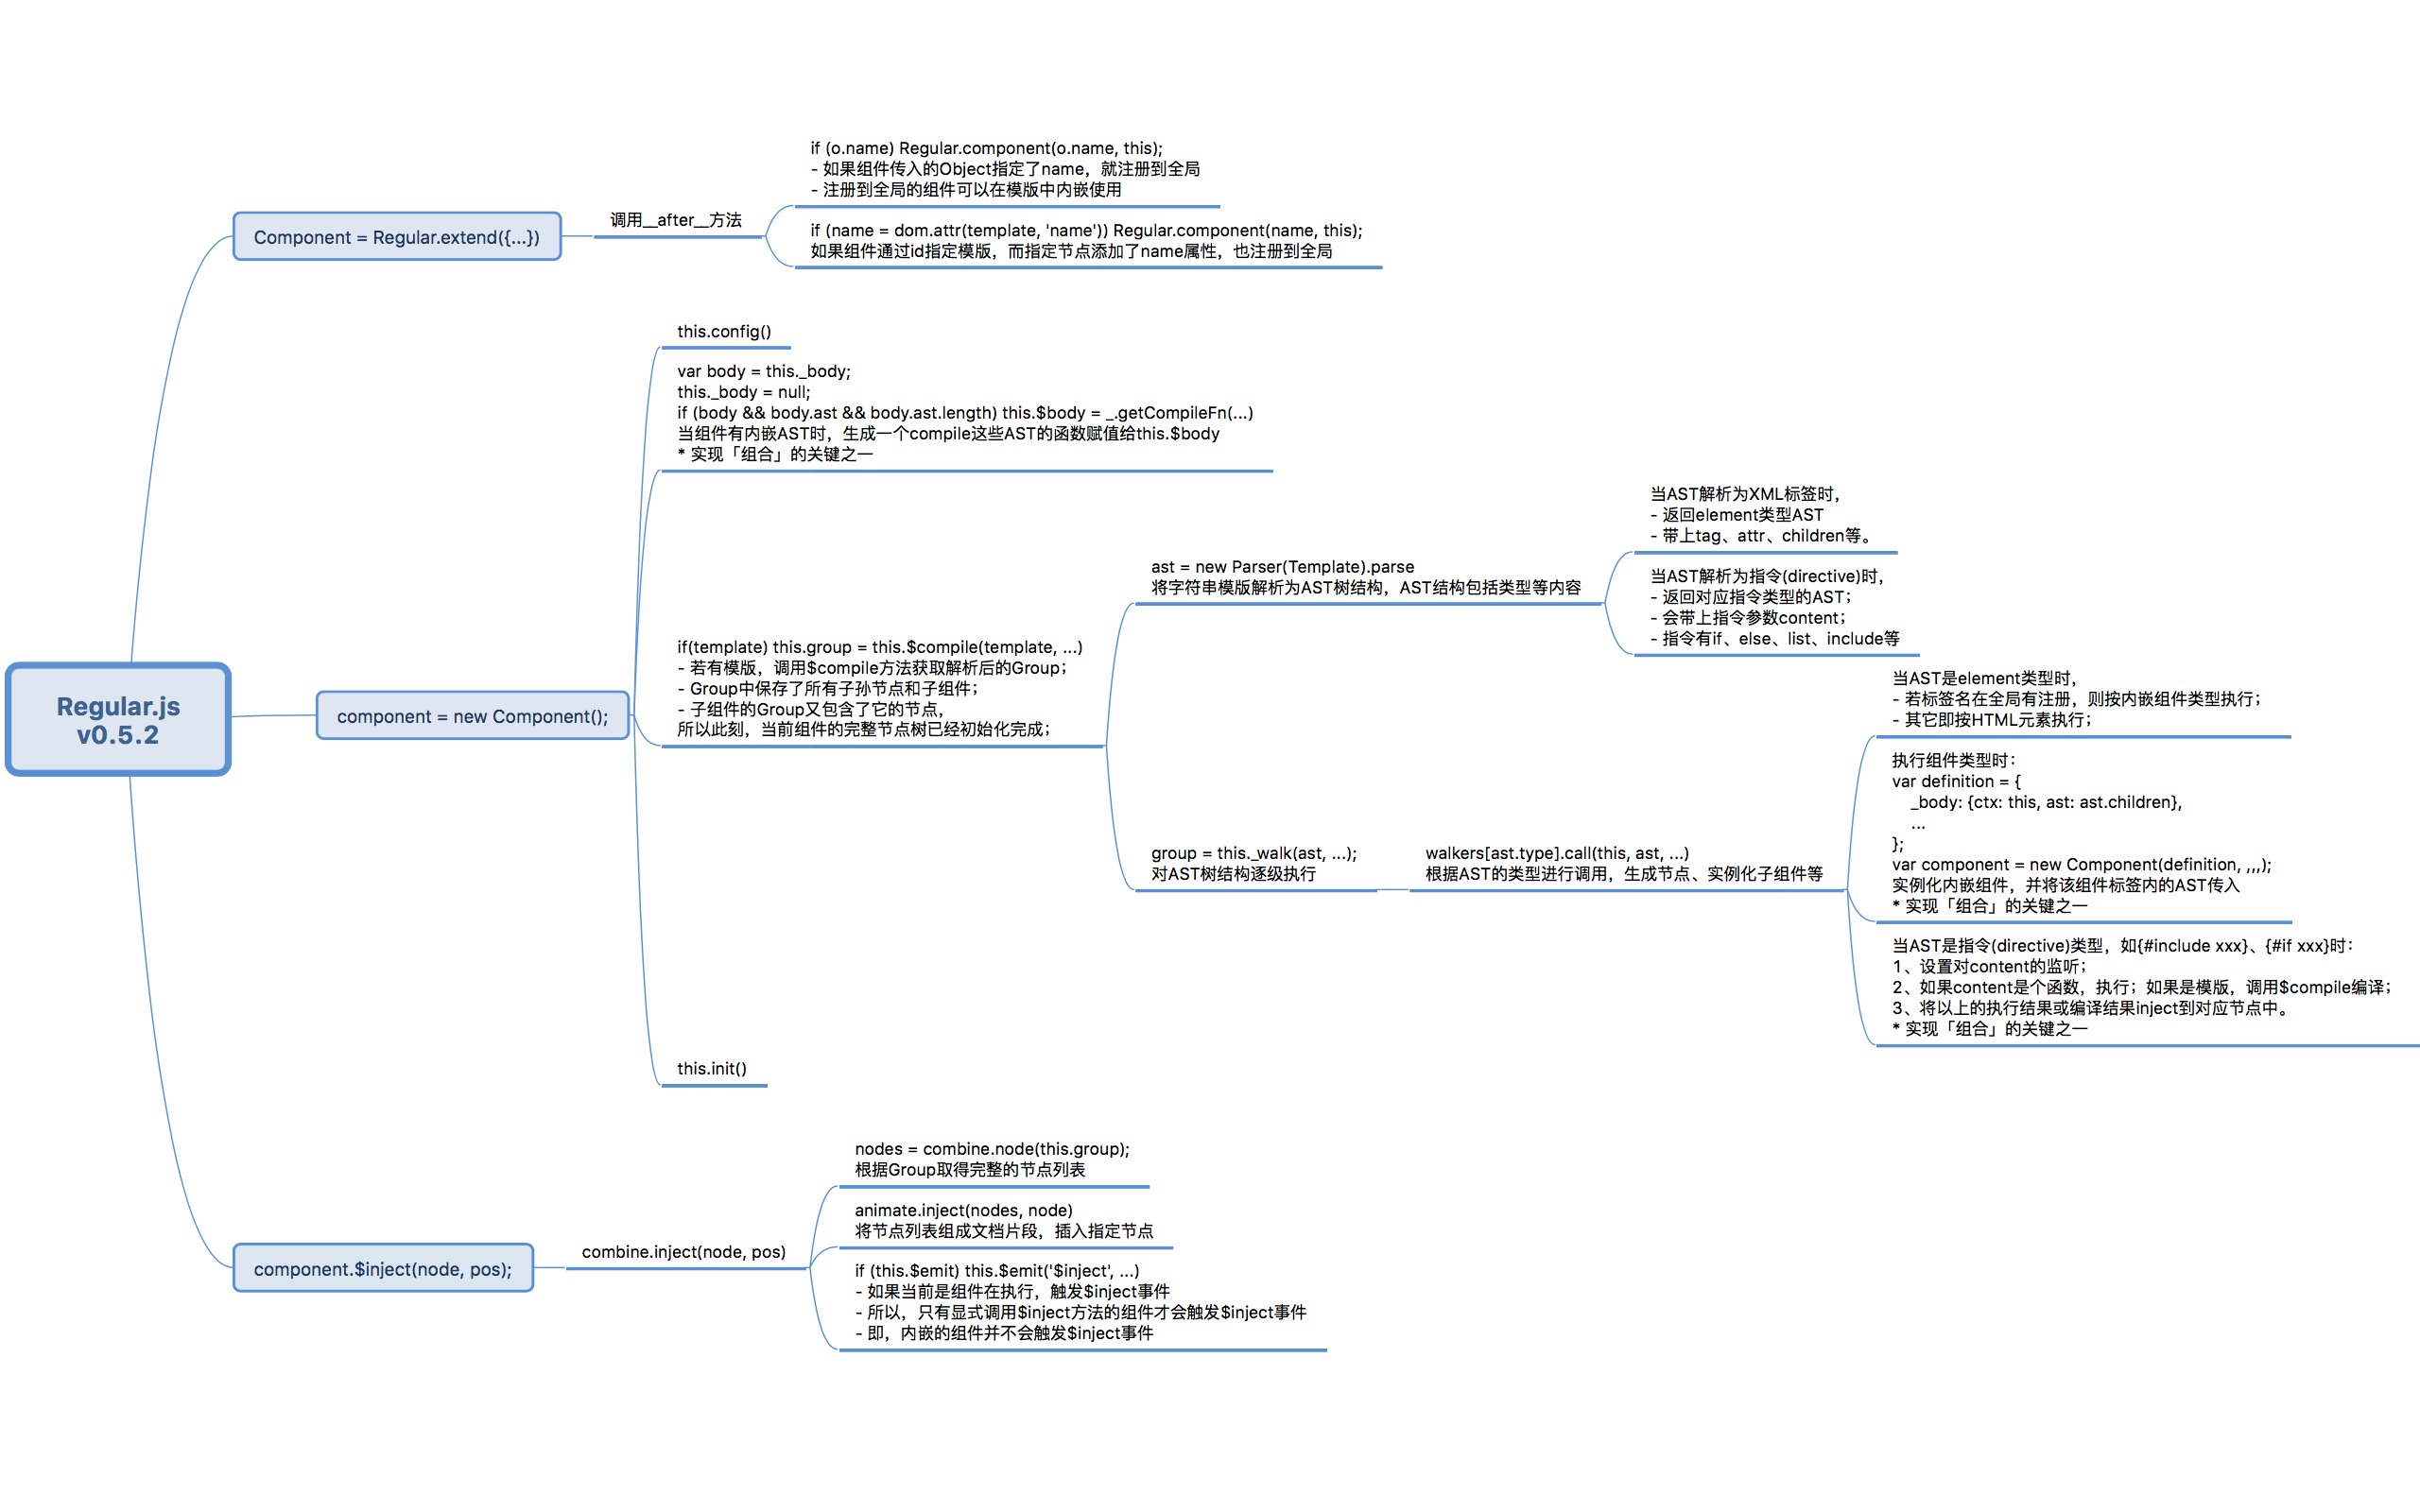 Regular.js
v0.5.2
Component = Regular.extend({...})
调用__after__方法
if (o.name) Regular.component(o.name, this);
- 如果组件传入的Object指定了name，就注册到全局
- 注册到全局的组件可以在模版中内嵌使用
if (name = dom.attr(template, 'name')) Regular.component(name, this);
如果组件通过id指定模版，而指定节点添加了name属性，也注册到全局
component = new Component();
this.config()
var body = this._body;
this._body = null;
if (body && body.ast && body.ast.length) this.$body = _.getCompileFn(...)
当组件有内嵌AST时，生成一个compile这些AST的函数赋值给this.$body
* 实现「组合」的关键之一
if(template) this.group = this.$compile(template, ...)
- 若有模版，调用$compile方法获取解析后的Group；
- Group中保存了所有子孙节点和子组件；
- 子组件的Group又包含了它的节点，
所以此刻，当前组件的完整节点树已经初始化完成；
ast = new Parser(Template).parse
将字符串模版解析为AST树结构，AST结构包括类型等内容
当AST解析为XML标签时，
- 返回element类型AST
- 带上tag、attr、children等。
当AST解析为指令(directive)时，
- 返回对应指令类型的AST；
- 会带上指令参数content；
- 指令有if、else、list、include等
group = this._walk(ast, ...);
对AST树结构逐级执行
walkers[ast.type].call(this, ast, ...)
根据AST的类型进行调用，生成节点、实例化子组件等
当AST是element类型时，
- 若标签名在全局有注册，则按内嵌组件类型执行；
- 其它即按HTML元素执行；
执行组件类型时：
var definition = {
_body: {ctx: this, ast: ast.children},
...
};
var component = new Component(definition, ,,,);
实例化内嵌组件，并将该组件标签内的AST传入
* 实现「组合」的关键之一
当AST是指令(directive)类型，如{#include xxx}、{#if xxx}时：
1、设置对content的监听；
2、如果content是个函数，执行；如果是模版，调用$compile编译；
3、将以上的执行结果或编译结果inject到对应节点中。
* 实现「组合」的关键之一
this.init()
component.$inject(node, pos);
combine.inject(node, pos)
nodes = combine.node(this.group);
根据Group取得完整的节点列表
animate.inject(nodes, node)
将节点列表组成文档片段，插入指定节点
if (this.$emit) this.$emit('$inject', ...)
- 如果当前是组件在执行，触发$inject事件
- 所以，只有显式调用$inject方法的组件才会触发$inject事件
- 即，内嵌的组件并不会触发$inject事件